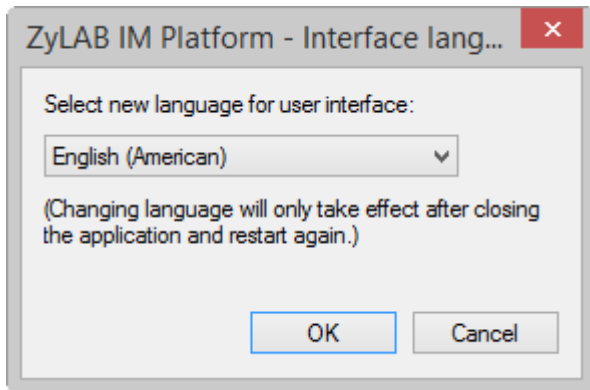 ZyLAB IM Platform - Interface lang...
Select new language for user interface:
English (American)
(Changing language will only take effect after closing
the application and restart again.)
OK
Cancel